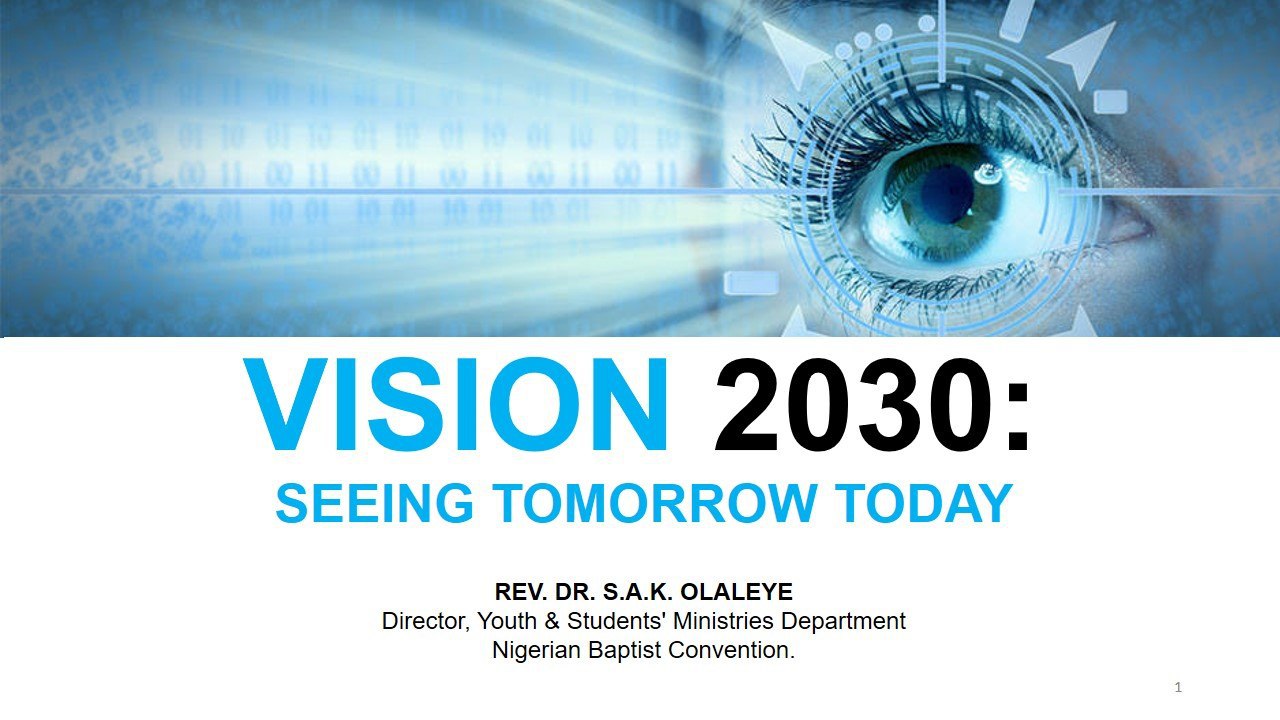 VISION 2030:
SEEING TOMORROW TODAY
REV. DR. S.A.K. OLALEYE
Director, Youth & Students' Ministries Department
Nigerian Baptist Convention.
1